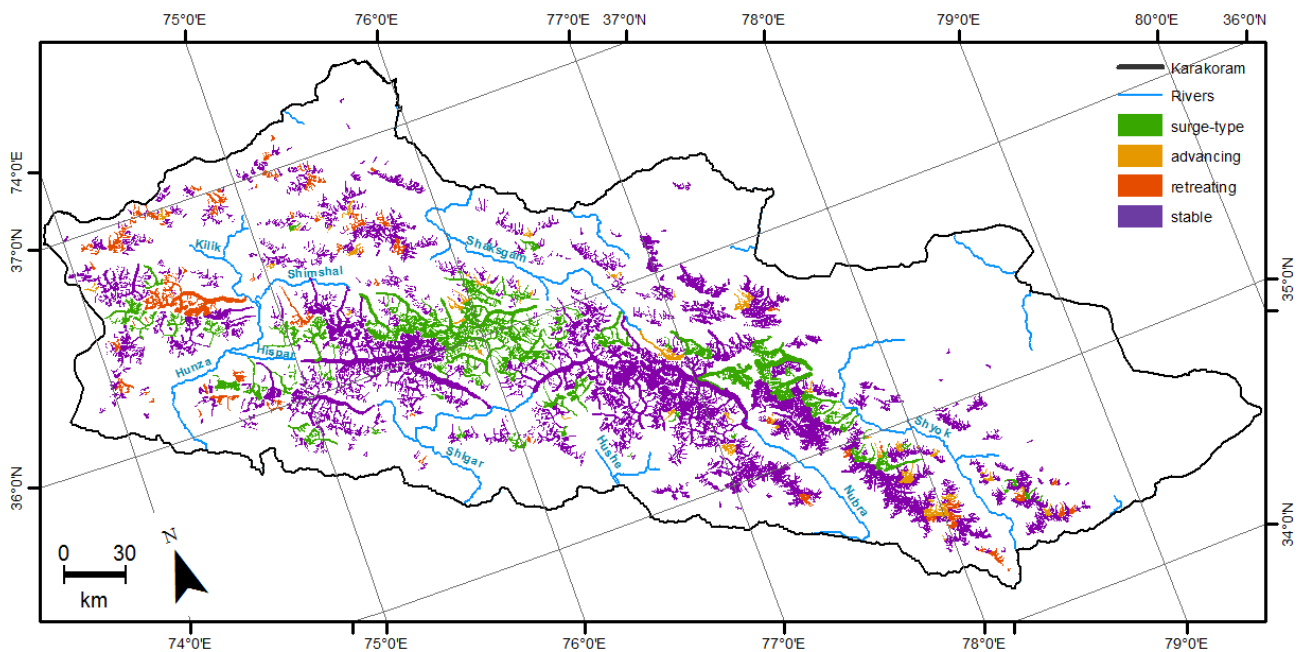 75°0'E
76°0'E
77°0'E
37°0'N
78°0'E
79°0'E
80°0'E
36°0'N
Karakoram
Rivers
surge-type
advancing
retreating
stable
74°0'E
37°0'N
36°0'N
35°0'N
34°0'N
Kilik
Shaksgam
Shimshal
Hispar
Hunza
Shigar
Hushe
Nubra
Shyok
N
0 30
km
74°0'E
75°0'E
76°0'E
77°0'E
78°0'E
79°0'E